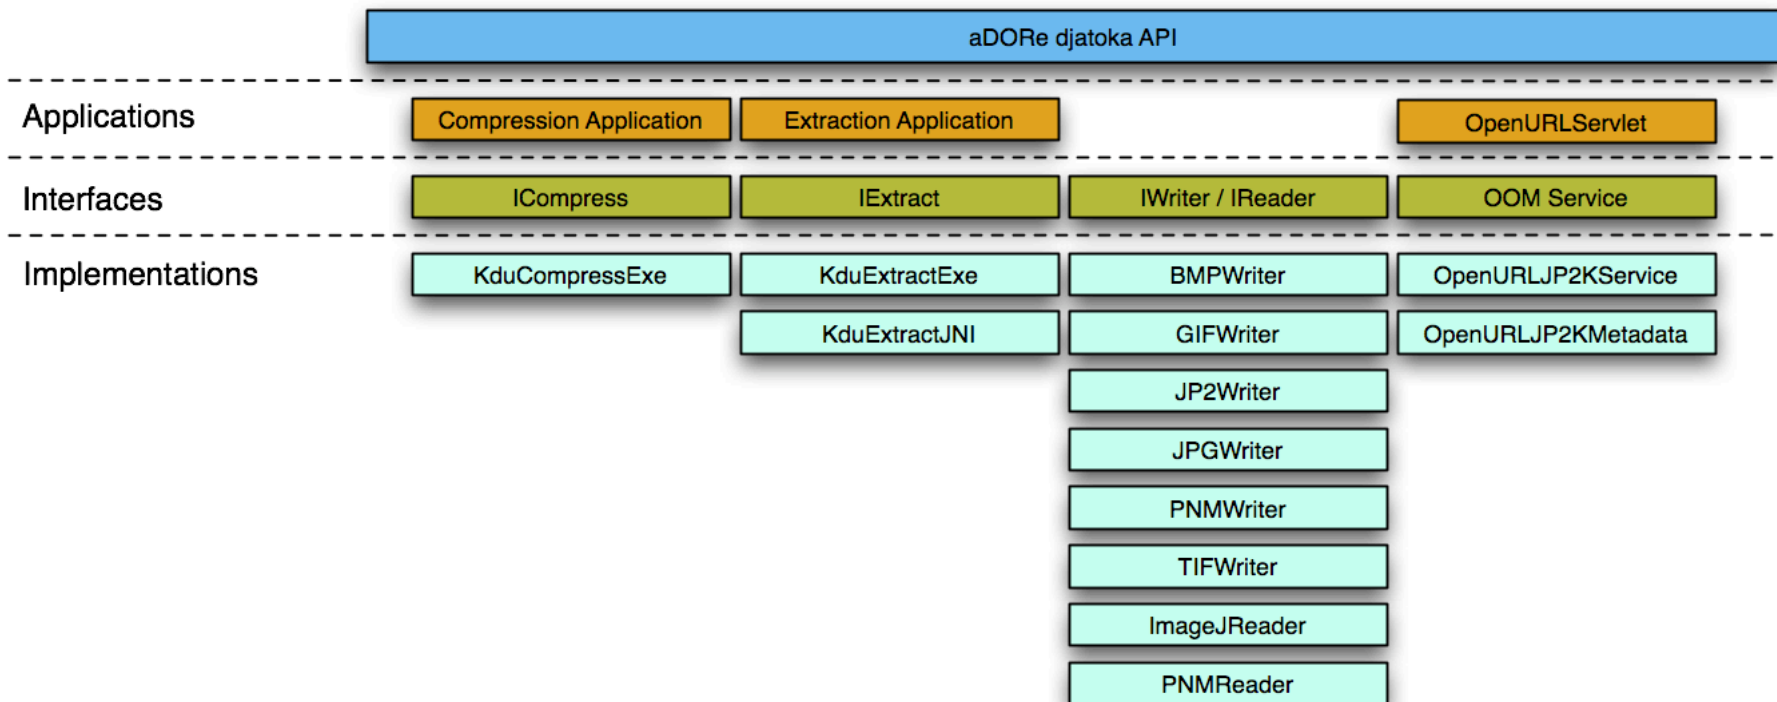 aDORe djatoka API
Applications
Compression Application
Extraction Application
OpenURLServlet
Interfaces
ICompress
IExtract
IWriter / IReader
OOM Service
Implementations
KduCompressExe
KduExtractExe
BMPWriter
OpenURLJP2KService
KduExtractJNI
GIFWriter
OpenURLJP2KMetadata
JP2Writer
JPGWriter
PNMWriter
TIFWriter
ImageJReader
PNMReader